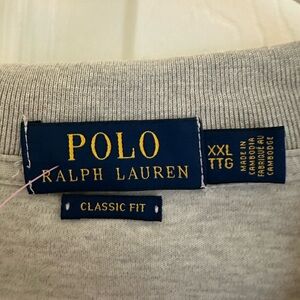 POLO
RALPH LAUREN
CLASSIC FIT
XXL
TTG
MADE IN
CAMBODIA
FABRIQUÉ AU
CAMBODGE